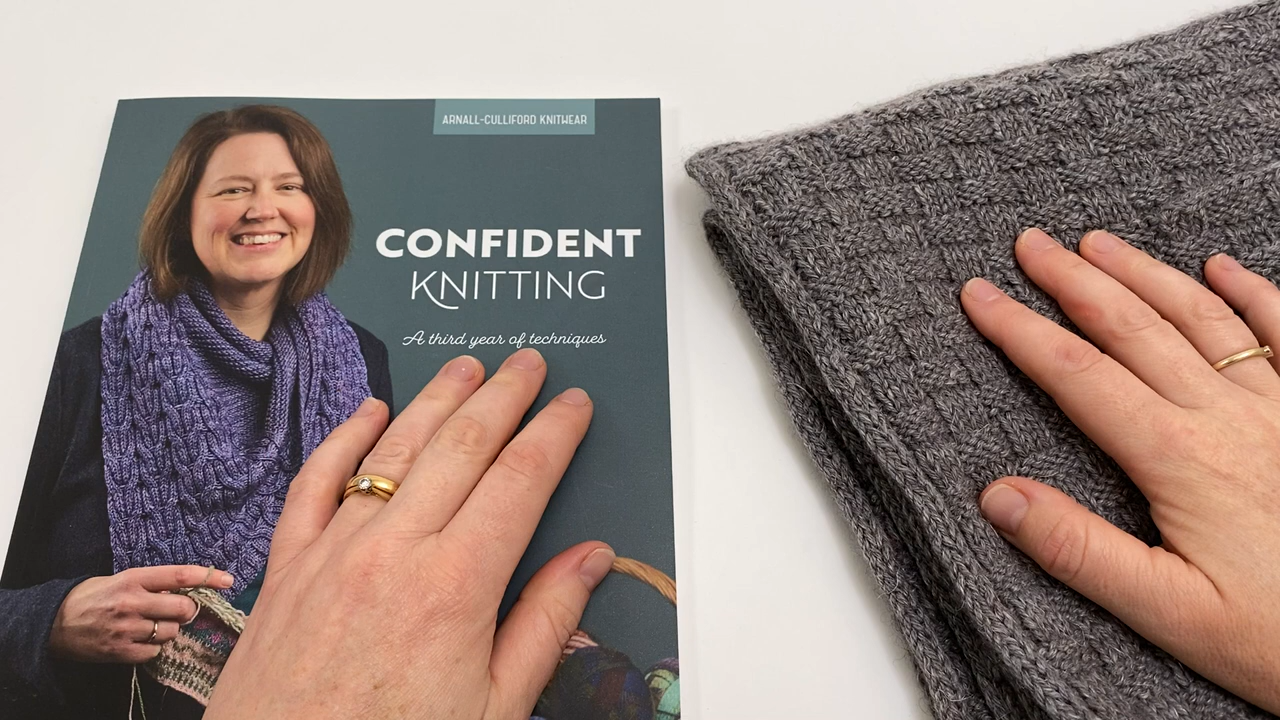 ARNALL-CULLIFORD KNITWEAR
CONFIDENT
KNITTING
A third year of techniques